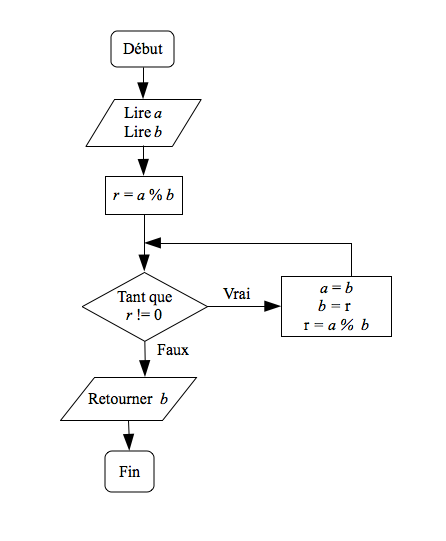 Début
Lire a
Lire b
r = a % b
Tant que
r != 0
Vrai
a = b
b = r
r = a % b
Faux
Retourner b
Fin